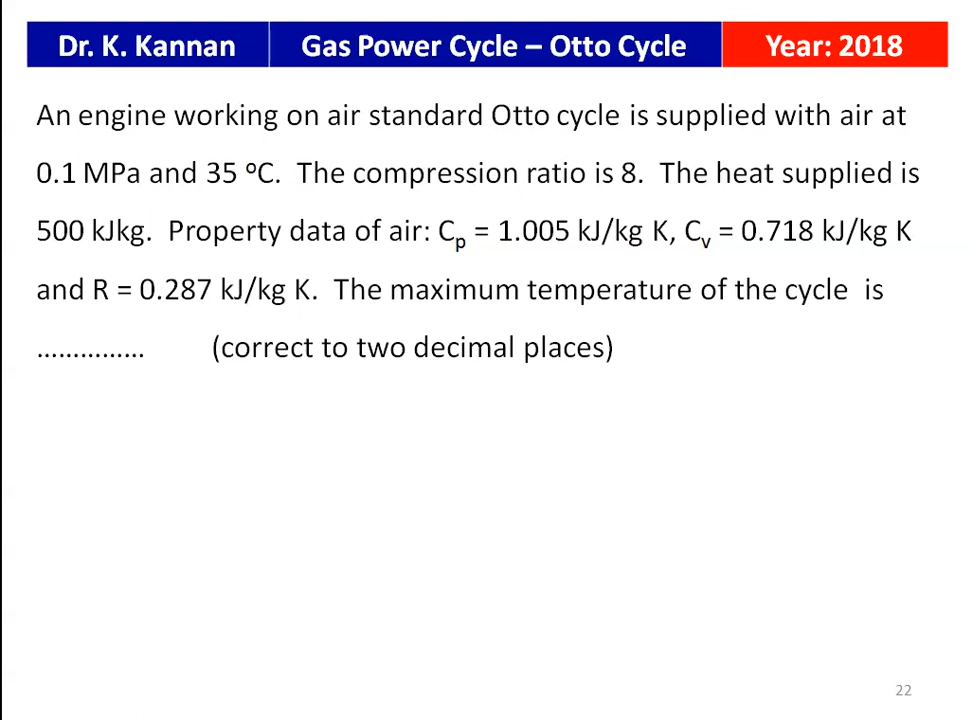 Dr. K. Kannan Gas Power Cycle – Otto Cycle Year: 2018
An engine working on air standard Otto cycle is supplied with air at
0.1 MPa and 35 ºC. The compression ratio is 8. The heat supplied is
500 kJkg. Property data of air: Cp = 1.005 kJ/kg K, Cv = 0.718 kJ/kg K
and R = 0.287 kJ/kg K. The maximum temperature of the cycle is
............... (correct to two decimal places)
22